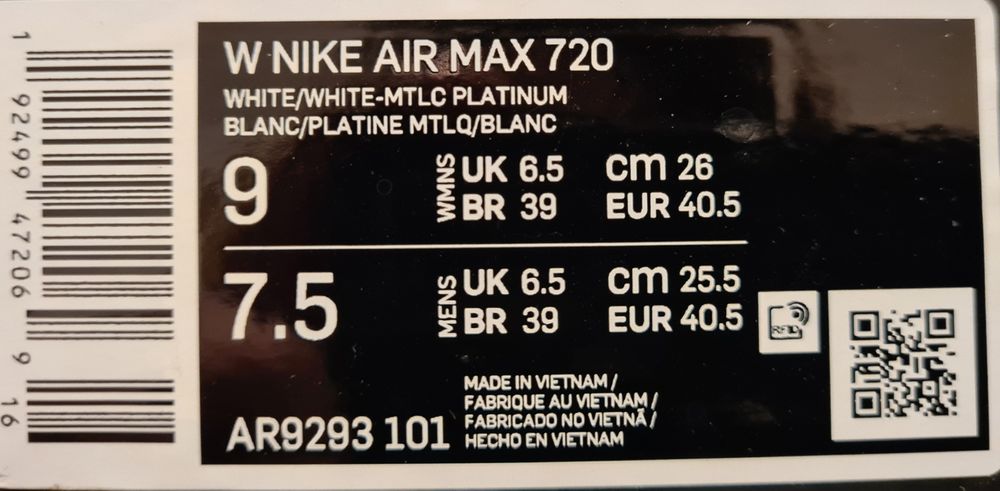 1 92499 47206 9 16
W NIKE AIR MAX 720
WHITE/WHITE-MTLC PLATINUM
BLANC/PLATINE MTLQ/BLANC
9 WMNS UK 6.5 cm 26
BR 39 EUR 40.5
7.5 MENS UK 6.5 cm 25.5
BR 39 EUR 40.5
RFID
MADE IN VIETNAM /
FABRIQUE AU VIETNAM /
FABRICADO NO VIETNÃ /
HECHO EN VIETNAM
AR9293 101